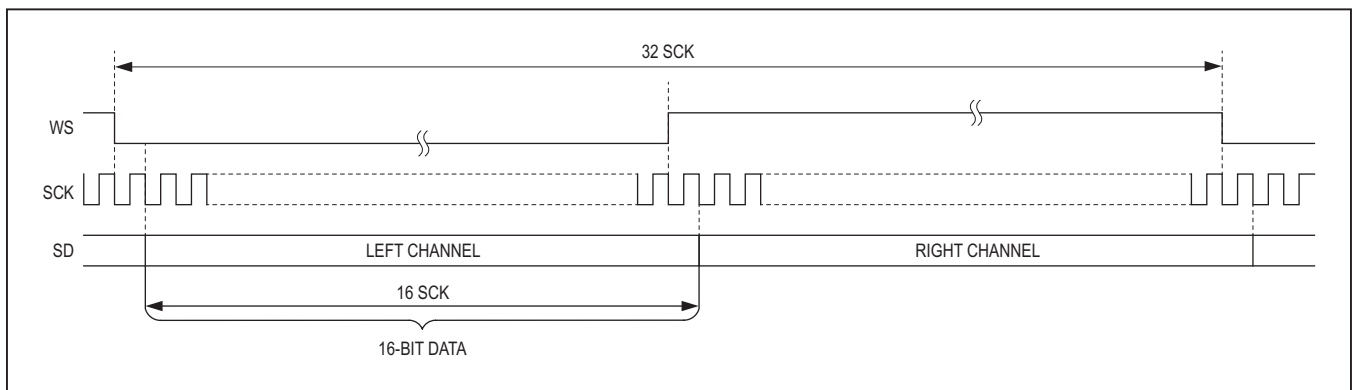 32 SCK
WS
SCK
SD
LEFT CHANNEL
RIGHT CHANNEL
16 SCK
16-BIT DATA